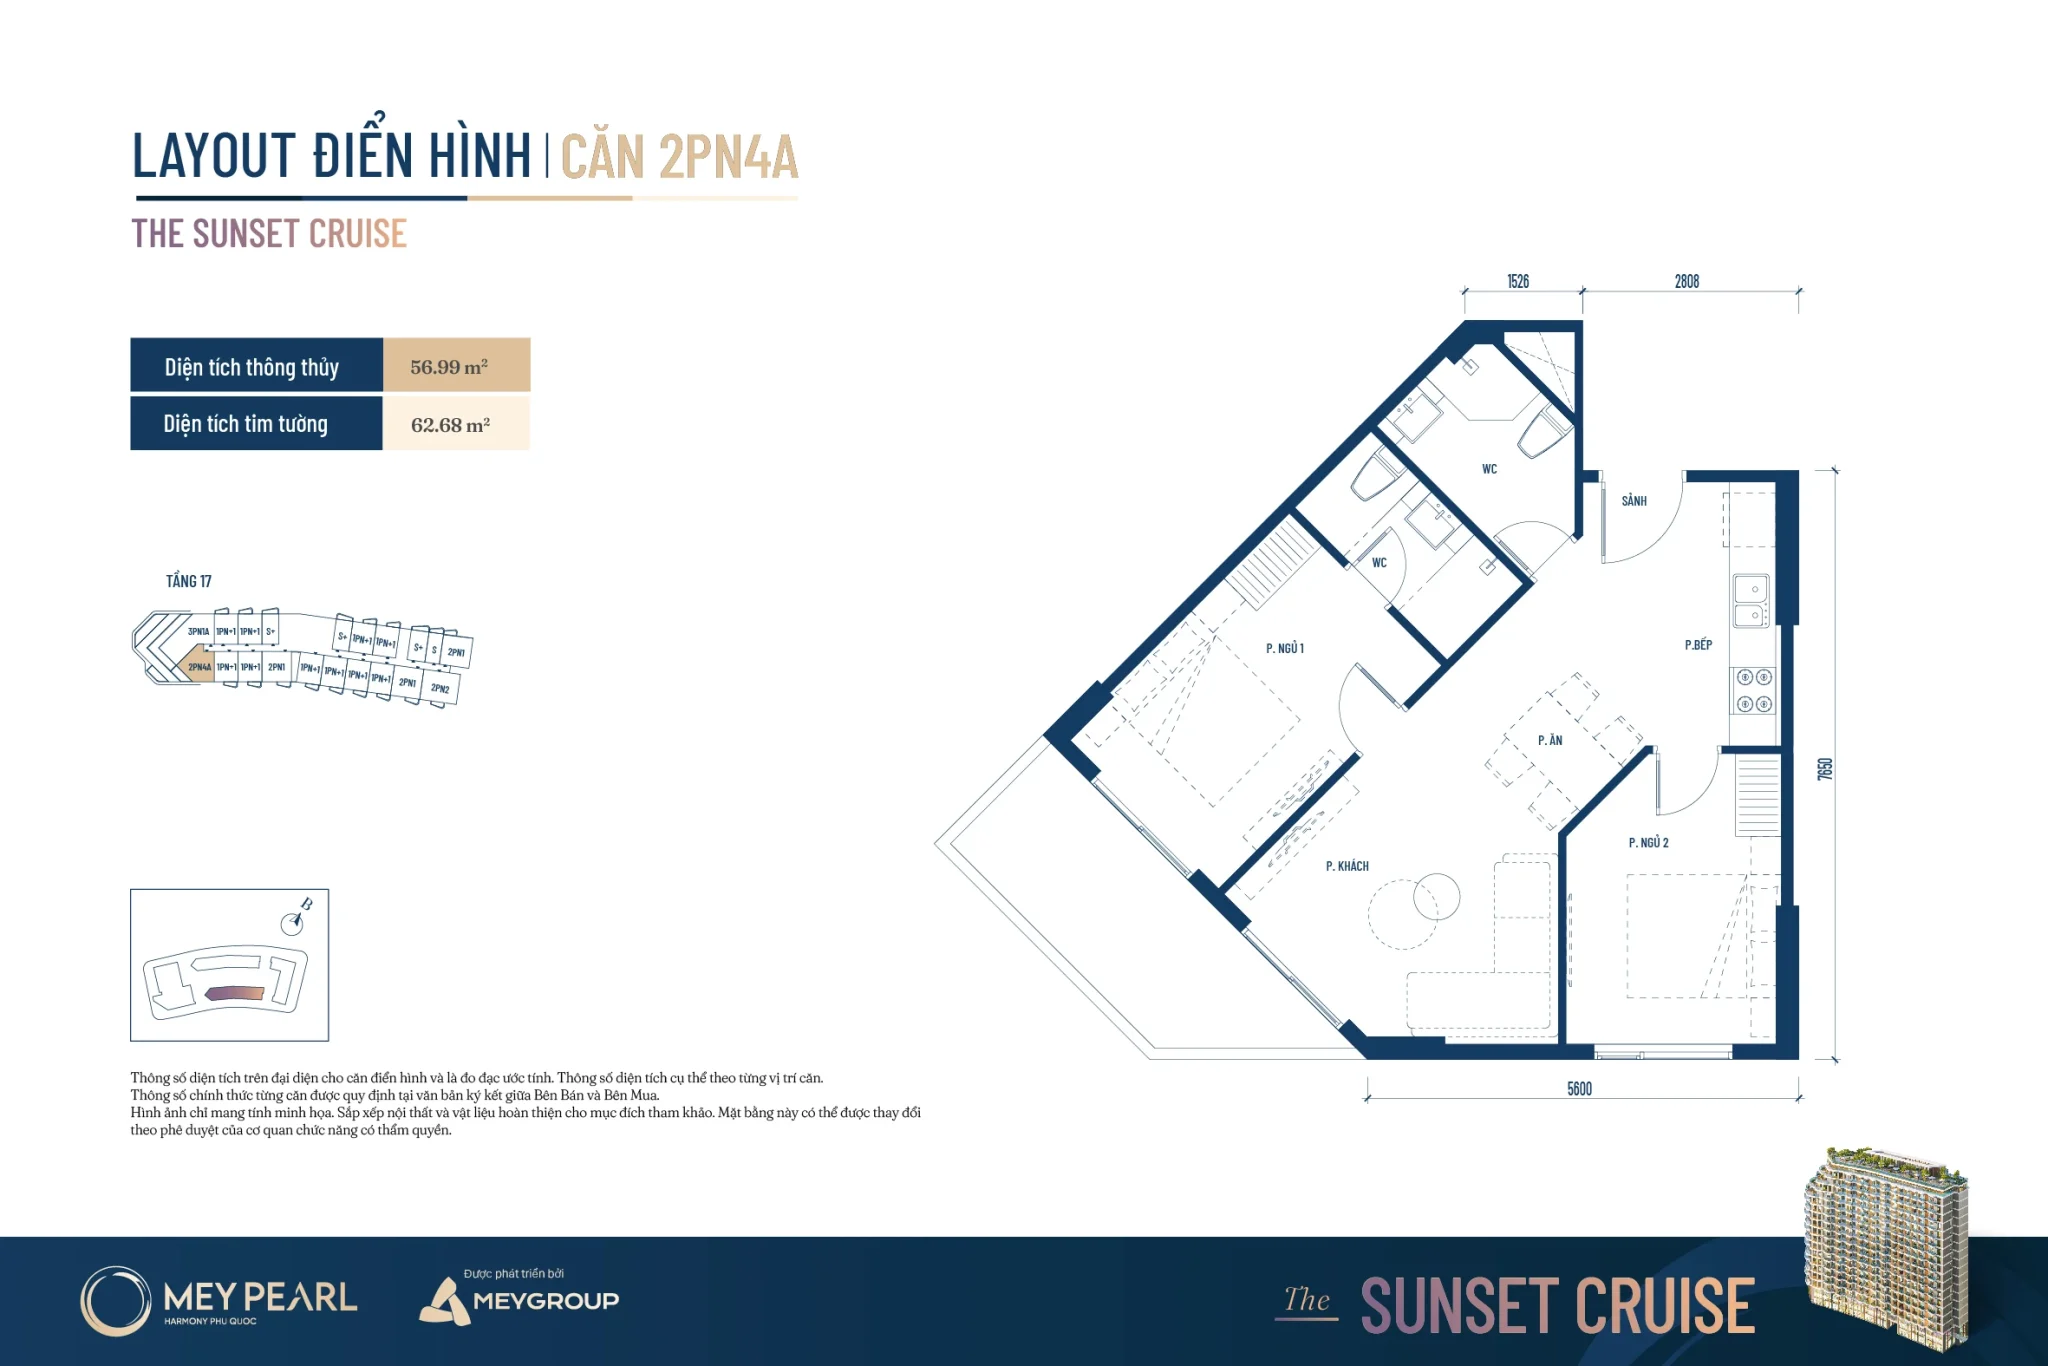 LAYOUT ĐIỂN HÌNH | CĂN 2PN4A
THE SUNSET CRUISE
Diện tích thông thủy 56.99 m²
Diện tích tim tường 62.68 m²
TẦNG 17
3PN1A 1PN+1 1PN+1 S+ S+ 1PN+1 1PN+1 S+ S 2PN1
2PN4A 1PN+1 1PN+1 2PN1 1PN+1 1PN+1 1PN+1 1PN+1 2PN1 2PN2
B
1526 2808
WC
SẢNH
WC
P. NGỦ 1
P.BẾP
P. ĂN
7650
P. NGỦ 2
P. KHÁCH
5600
Thông số diện tích trên đại diện cho căn điển hình và là đo đạc ước tính. Thông số diện tích cụ thể theo từng vị trí căn.
Thông số chính thức từng căn được quy định tại văn bản ký kết giữa Bên Bán và Bên Mua.
Hình ảnh chỉ mang tính minh họa. Sắp xếp nội thất và vật liệu hoàn thiện cho mục đích tham khảo. Mặt bằng này có thể được thay đổi
theo phê duyệt của cơ quan chức năng có thẩm quyền.
MEY PEARL
HARMONY PHU QUOC
Được phát triển bởi
MEYGROUP
The SUNSET CRUISE